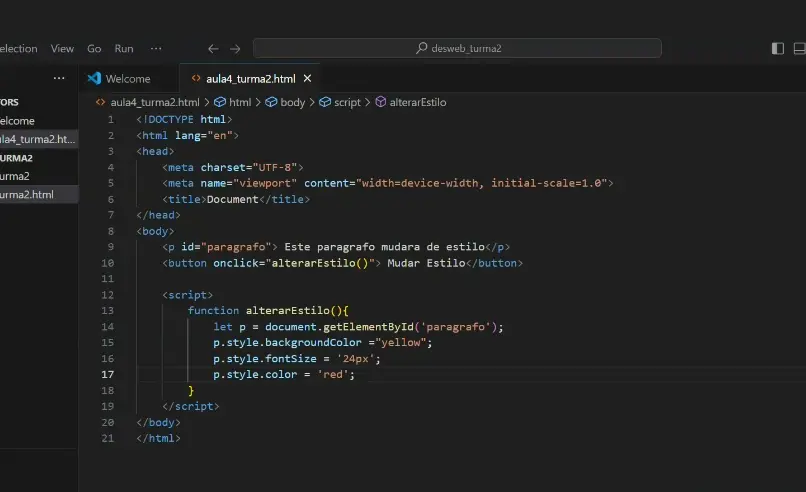 election View Go Run ··· desweb_turma2
··· Welcome aula4_turma2.html
ORS aula4_turma2.html > html > body > script > alterarEstilo
elcome
ula4_turma2.ht...
URMA2
urma2
urma2.html
1 <!DOCTYPE html>
2 <html lang="en">
3 <head>
4 <meta charset="UTF-8">
5 <meta name="viewport" content="width=device-width, initial-scale=1.0">
6 <title>Document</title>
7 </head>
8 <body>
9 <p id="paragrafo"> Este paragrafo mudara de estilo</p>
10 <button onclick="alterarEstilo()"> Mudar Estilo</button>
11
12 <script>
13 function alterarEstilo(){
14 let p = document.getElementById('paragrafo');
15 p.style.backgroundColor ="yellow";
16 p.style.fontSize = '24px';
17 p.style.color = 'red';
18 }
19 </script>
20 </body>
21 </html>